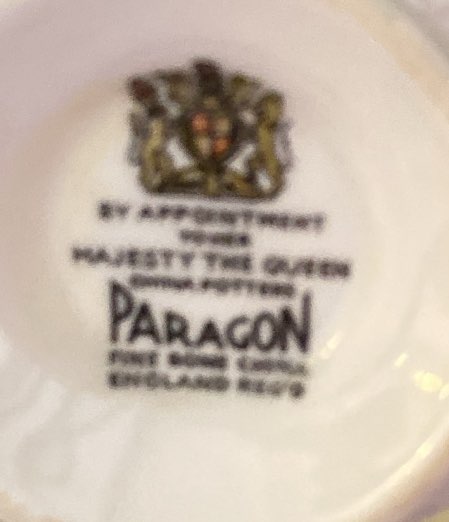 BY APPOINTMENT
TO HER
MAJESTY THE QUEEN
CHINA POTTERS
PARAGON
FINE BONE CHINA
ENGLAND REG'D